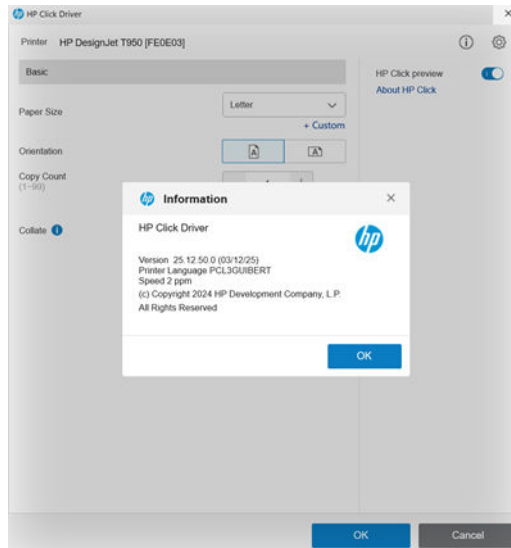 HP Click Driver
Printer HP DesignJet T950 [FE0E03]
Basic
HP Click preview
About HP Click
Paper Size
Letter
+ Custom
Orientation
Copy Count
(1-99)
Collate
hp Information
HP Click Driver
hp
Version 25.12.50.0 (03/12/25)
Printer Language PCL3GUIBERT
Speed 2 ppm
(c) Copyright 2024 HP Development Company, L.P.
All Rights Reserved
OK
OK Cancel